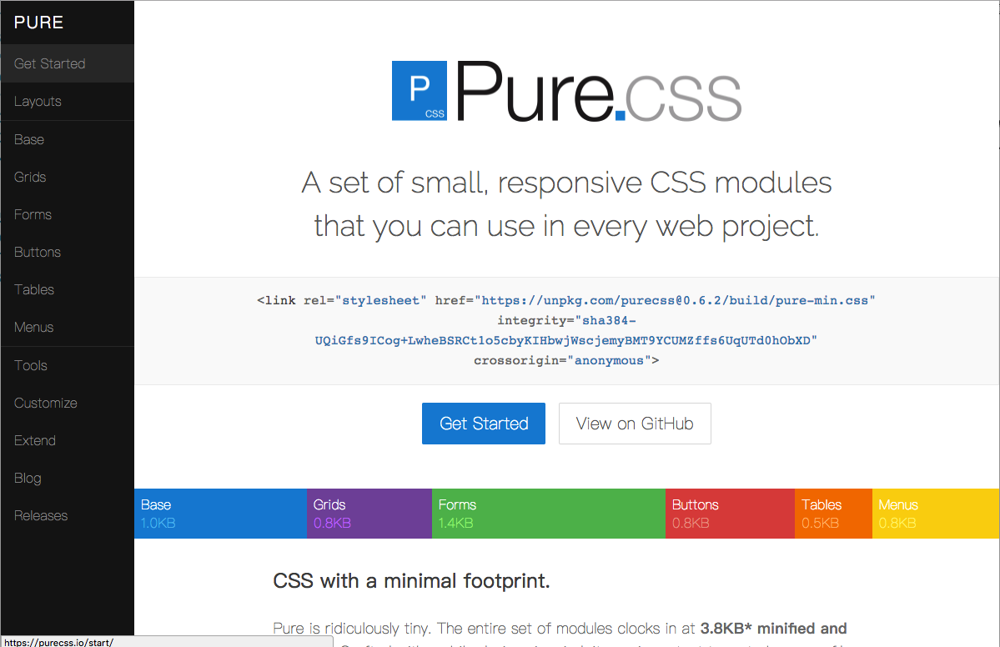 PURE
Get Started
Layouts
Base
Grids
Forms
Buttons
Tables
Menus
Tools
Customize
Extend
Blog
Releases
P
CSS
Pure.css
A set of small, responsive CSS modules
that you can use in every web project.
<link rel="stylesheet" href="https://unpkg.com/purecss@0.6.2/build/pure-min.css"
integrity="sha384-
UQiGfs9ICog+LwheBSRCt1o5cbyKIHbwjWscjemyBMT9YCUMZffs6UqUTd0hObXD"
crossorigin="anonymous">
Get Started
View on GitHub
Base
1.0KB
Grids
0.8KB
Forms
1.4KB
Buttons
0.8KB
Tables
0.5KB
Menus
0.8KB
CSS with a minimal footprint.
Pure is ridiculously tiny. The entire set of modules clocks in at 3.8KB* minified and
https://purecss.io/start/